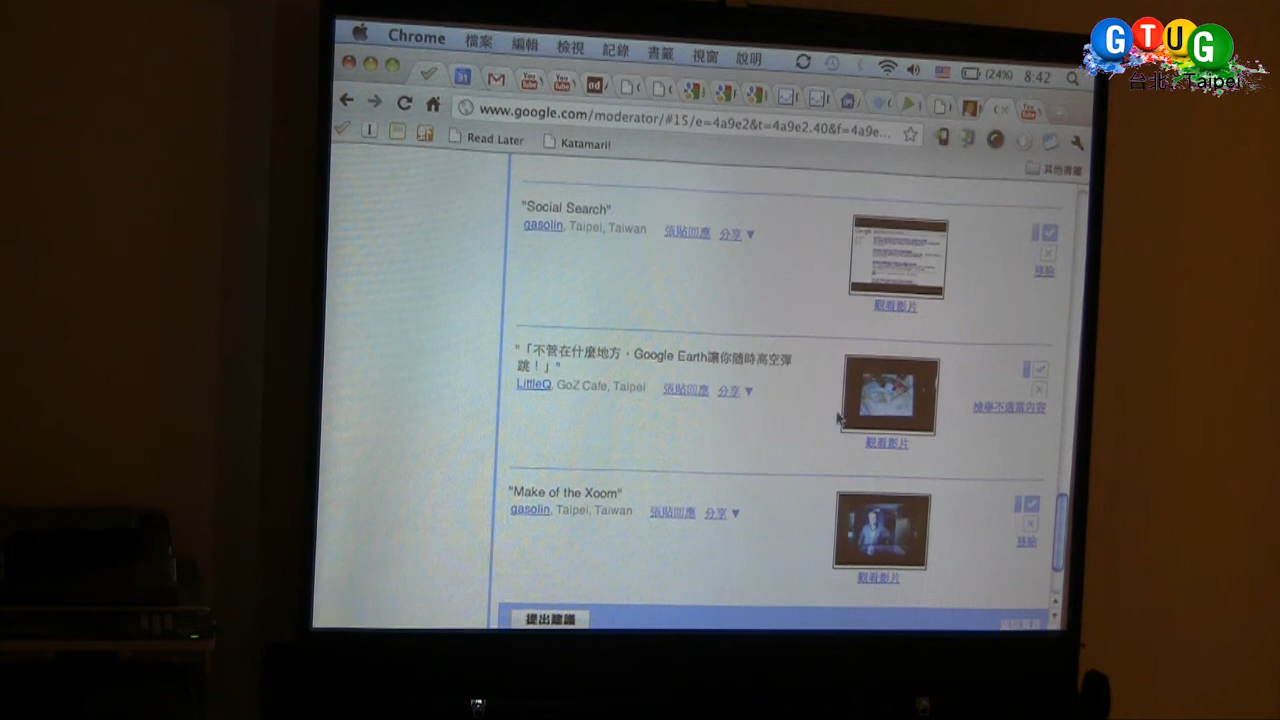 GTUG
台北 Taipei
Chrome 檔案 編輯 檢視 記錄 書籤 視窗 說明 (24%) 8:42
www.google.com/moderator/#15/e=4a9e2&t=4a9e2.40&f=4a9e...
Read Later Katamari!
其他書籤
"Social Search"
gasolin, Taipei, Taiwan 張貼回應 分享 ▼
移除
觀看影片
"「不管在什麼地方，Google Earth讓你隨時高空彈
跳！」"
LittleQ, GoZ Cafe, Taipei 張貼回應 分享 ▼
檢舉不適當內容
觀看影片
"Make of the Xoom"
gasolin, Taipei, Taiwan 張貼回應 分享 ▼
移除
觀看影片
提出建議